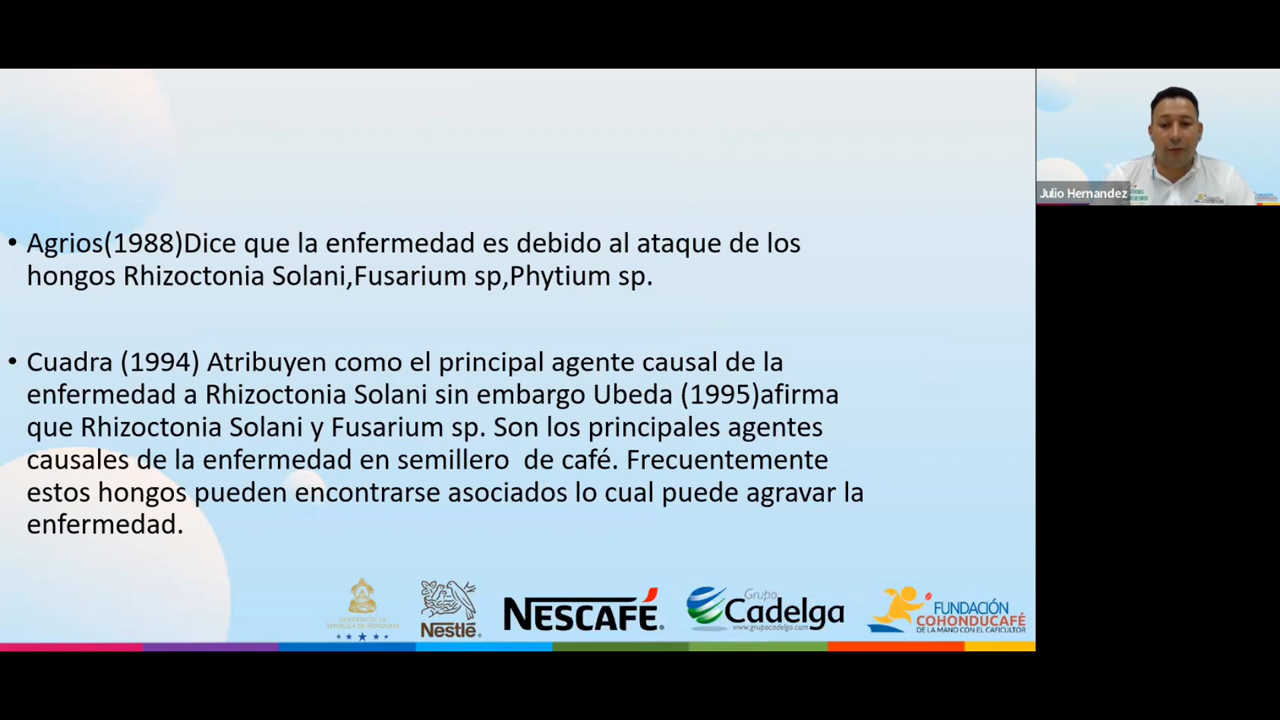 • Agrios(1988)Dice que la enfermedad es debido al ataque de los
hongos Rhizoctonia Solani,Fusarium sp,Phytium sp.
• Cuadra (1994) Atribuyen como el principal agente causal de la
enfermedad a Rhizoctonia Solani sin embargo Ubeda (1995)afirma
que Rhizoctonia Solani y Fusarium sp. Son los principales agentes
causales de la enfermedad en semillero de café. Frecuentemente
estos hongos pueden encontrarse asociados lo cual puede agravar la
enfermedad.
Nestlé
NESCAFÉ
Grupo
Cadelga
www.grupocadelga.com
FUNDACIÓN
COHONDUCAFÉ
DE LA MANO CON EL CAFICULTOR
Julio Hernandez